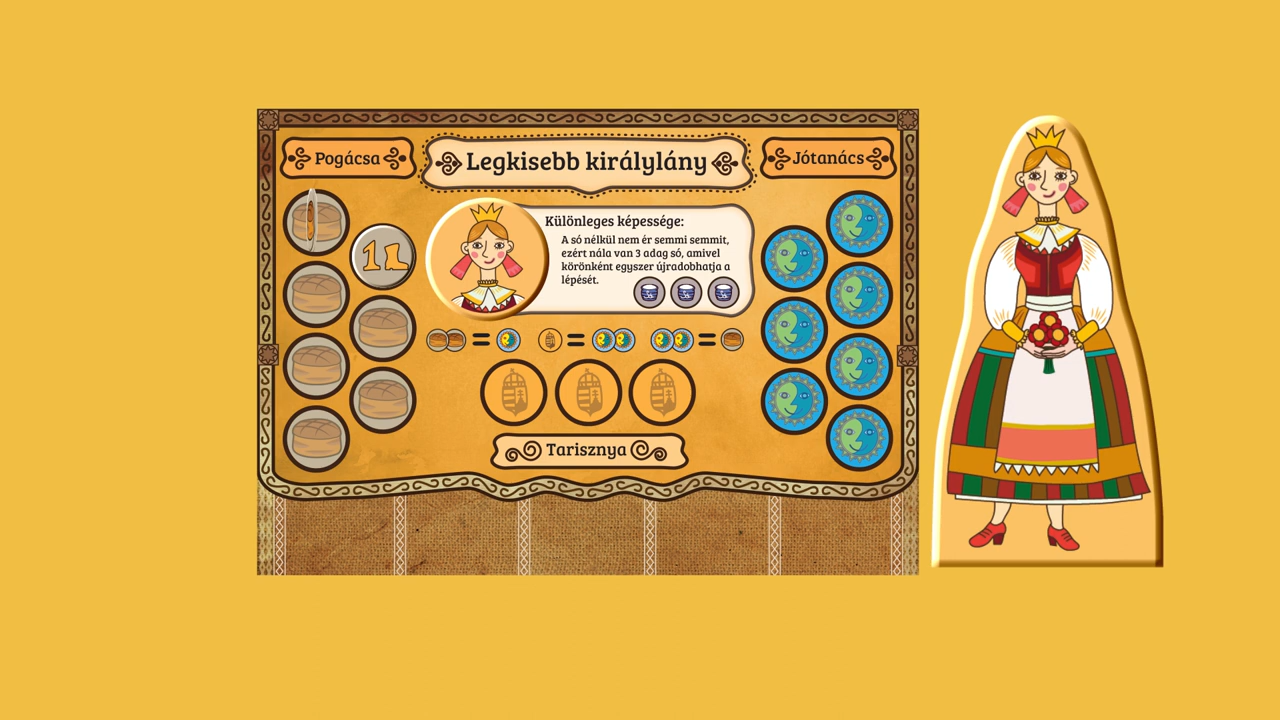 Pogácsa
Legkisebb királylány
Jótanács
Különleges képessége:
A só nélkül nem ér semmi semmit,
ezért nála van 3 adag só, amivel
körönként egyszer újradobhatja a
lépését.
= = =
Tarisznya